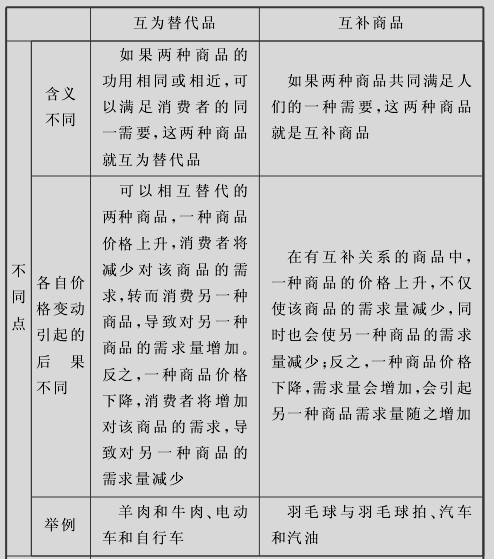 互为替代品
互补商品
不
同
点
含义
不同
如果两种商品的
功用相同或相近,可
以满足消费者的同
一需要,这两种商品
就互为替代品
如果两种商品共同满足人
们的一种需要,这两种商品
就是互补商品
各自价
格变动
引起的
后果
不同
可以相互替代的
两种商品,一种商品
价格上升,消费者将
减少对该商品的需
求,转而消费另一种
商品,导致对另一种
商品的需求量增加。
反之,一种商品价格
下降,消费者将增加
对该商品的需求,导
致对另一种商品的
需求量减少
在有互补关系的商品中,
一种商品的价格上升,不仅
使该商品的需求量减少,同
时也会使另一种商品的需求
量减少;反之,一种商品价格
下降,需求量会增加,会引起
另一种商品需求量随之增加
举例
羊肉和牛肉、电动
车和自行车
羽毛球与羽毛球拍、汽车
和汽油